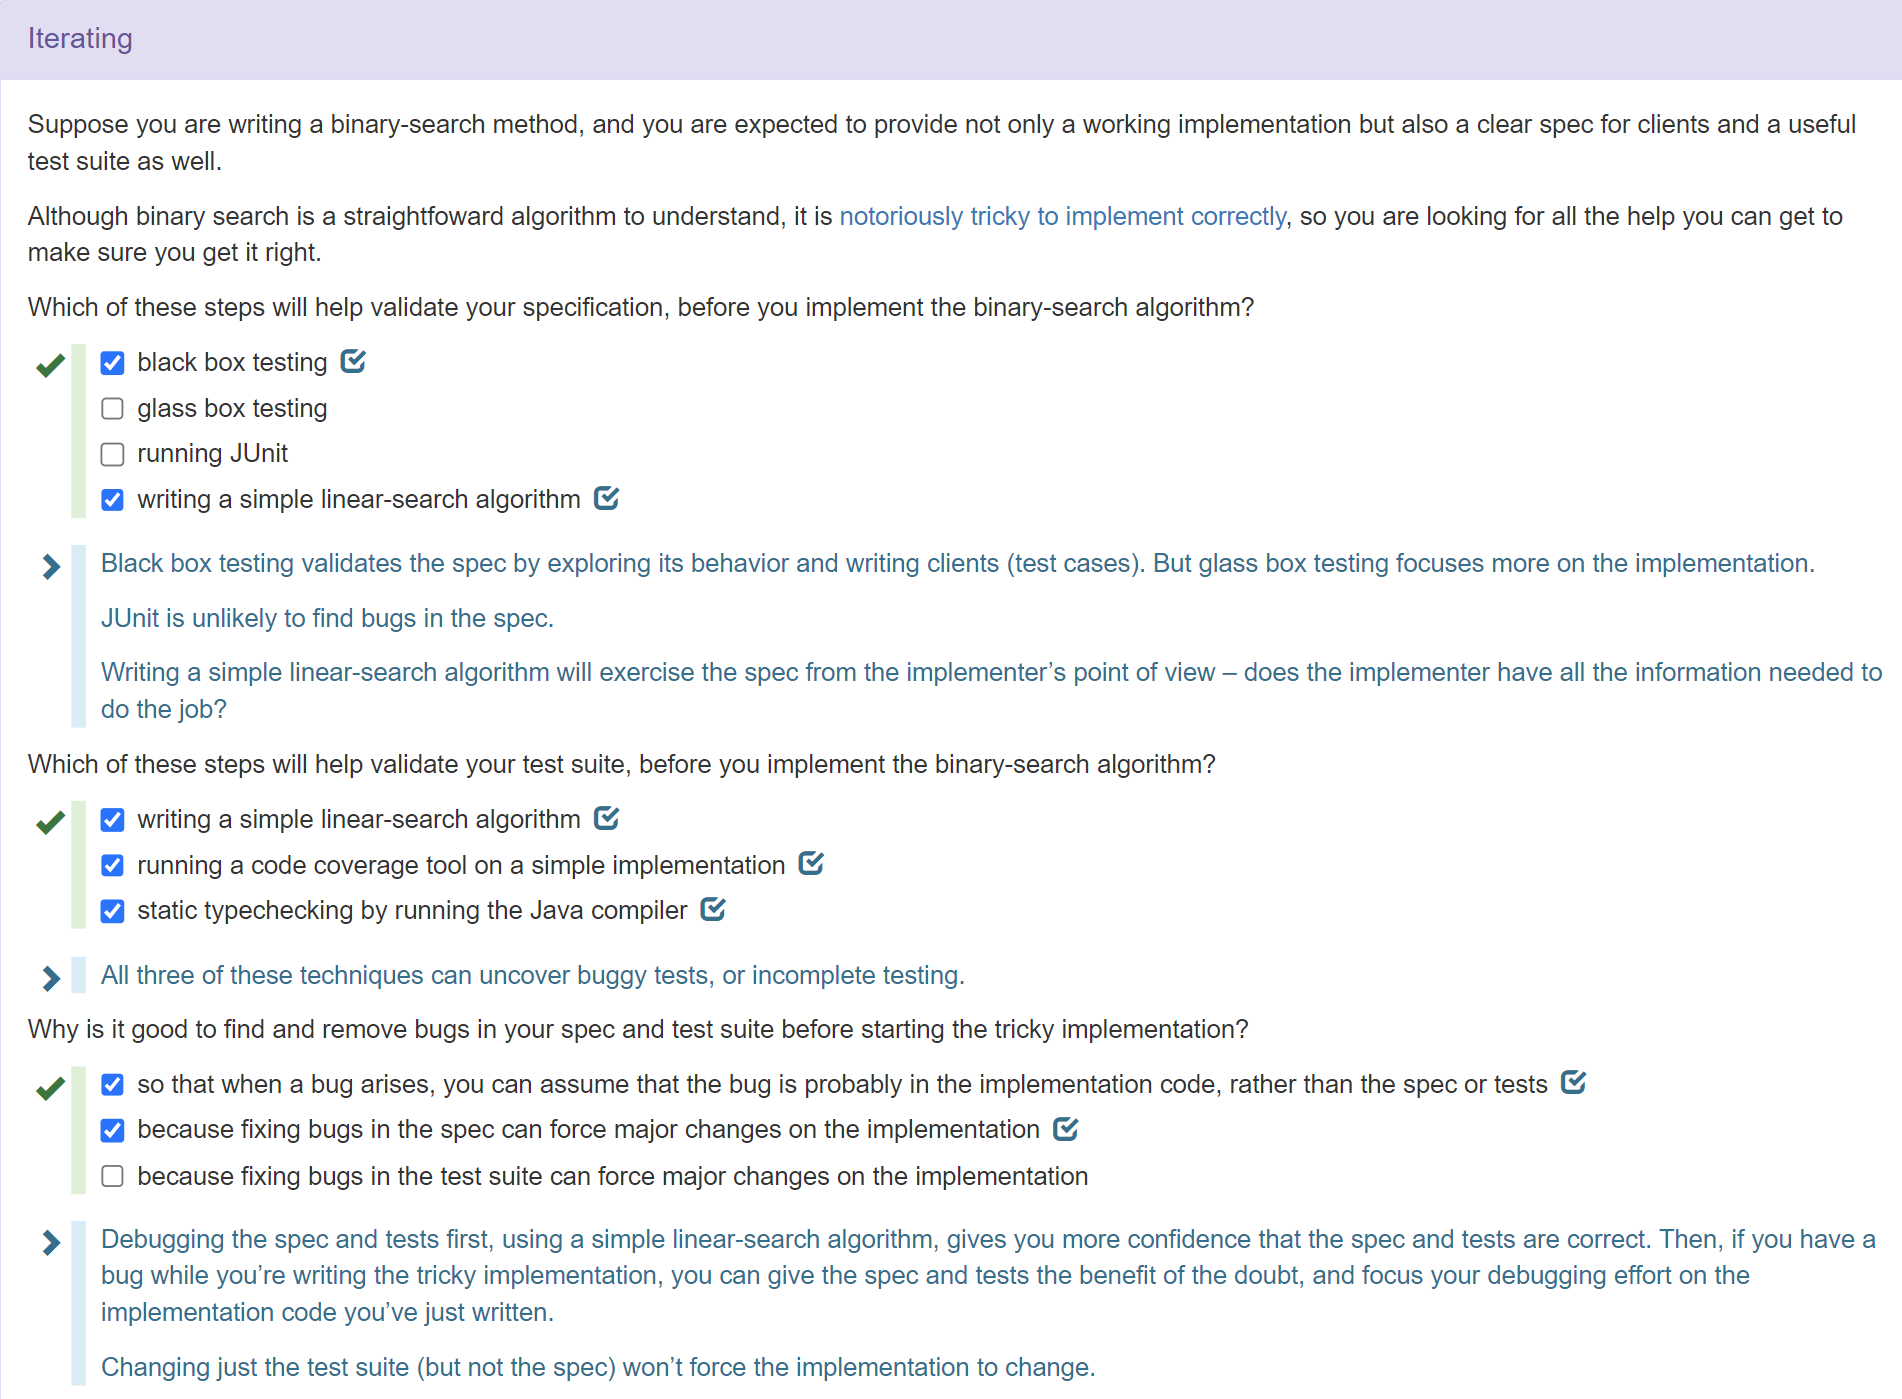 Iterating
Suppose you are writing a binary-search method, and you are expected to provide not only a working implementation but also a clear spec for clients and a useful
test suite as well.
Although binary search is a straightfoward algorithm to understand, it is notoriously tricky to implement correctly, so you are looking for all the help you can get to
make sure you get it right.
Which of these steps will help validate your specification, before you implement the binary-search algorithm?
black box testing
glass box testing
running JUnit
writing a simple linear-search algorithm
Black box testing validates the spec by exploring its behavior and writing clients (test cases). But glass box testing focuses more on the implementation.
JUnit is unlikely to find bugs in the spec.
Writing a simple linear-search algorithm will exercise the spec from the implementer’s point of view – does the implementer have all the information needed to
do the job?
Which of these steps will help validate your test suite, before you implement the binary-search algorithm?
writing a simple linear-search algorithm
running a code coverage tool on a simple implementation
static typechecking by running the Java compiler
All three of these techniques can uncover buggy tests, or incomplete testing.
Why is it good to find and remove bugs in your spec and test suite before starting the tricky implementation?
so that when a bug arises, you can assume that the bug is probably in the implementation code, rather than the spec or tests
because fixing bugs in the spec can force major changes on the implementation
because fixing bugs in the test suite can force major changes on the implementation
Debugging the spec and tests first, using a simple linear-search algorithm, gives you more confidence that the spec and tests are correct. Then, if you have a
bug while you’re writing the tricky implementation, you can give the spec and tests the benefit of the doubt, and focus your debugging effort on the
implementation code you’ve just written.
Changing just the test suite (but not the spec) won’t force the implementation to change.